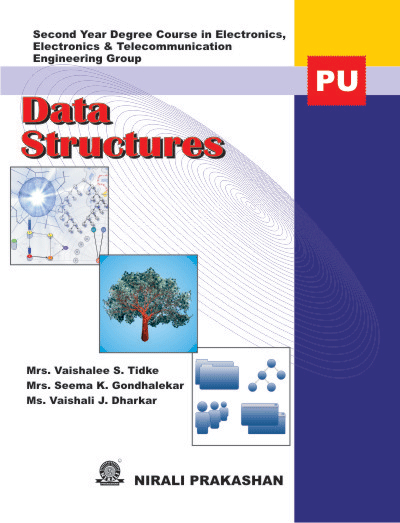 Second Year Degree Course in Electronics,
Electronics & Telecommunication
Engineering Group
PU
Data
Structures
Mrs. Vaishalee S. Tidke
Mrs. Seema K. Gondhalekar
Ms. Vaishali J. Dharkar
NIRALI PRAKASHAN